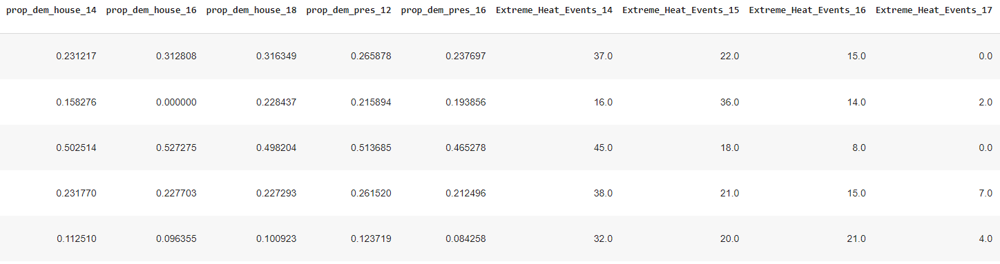 prop_dem_house_14 prop_dem_house_16 prop_dem_house_18 prop_dem_pres_12 prop_dem_pres_16 Extreme_Heat_Events_14 Extreme_Heat_Events_15 Extreme_Heat_Events_16 Extreme_Heat_Events_17
0.231217 0.312808 0.316349 0.265878 0.237697 37.0 22.0 15.0 0.0
0.158276 0.000000 0.228437 0.215894 0.193856 16.0 36.0 14.0 2.0
0.502514 0.527275 0.498204 0.513685 0.465278 45.0 18.0 8.0 0.0
0.231770 0.227703 0.227293 0.261520 0.212496 38.0 21.0 15.0 7.0
0.112510 0.096355 0.100923 0.123719 0.084258 32.0 20.0 21.0 4.0